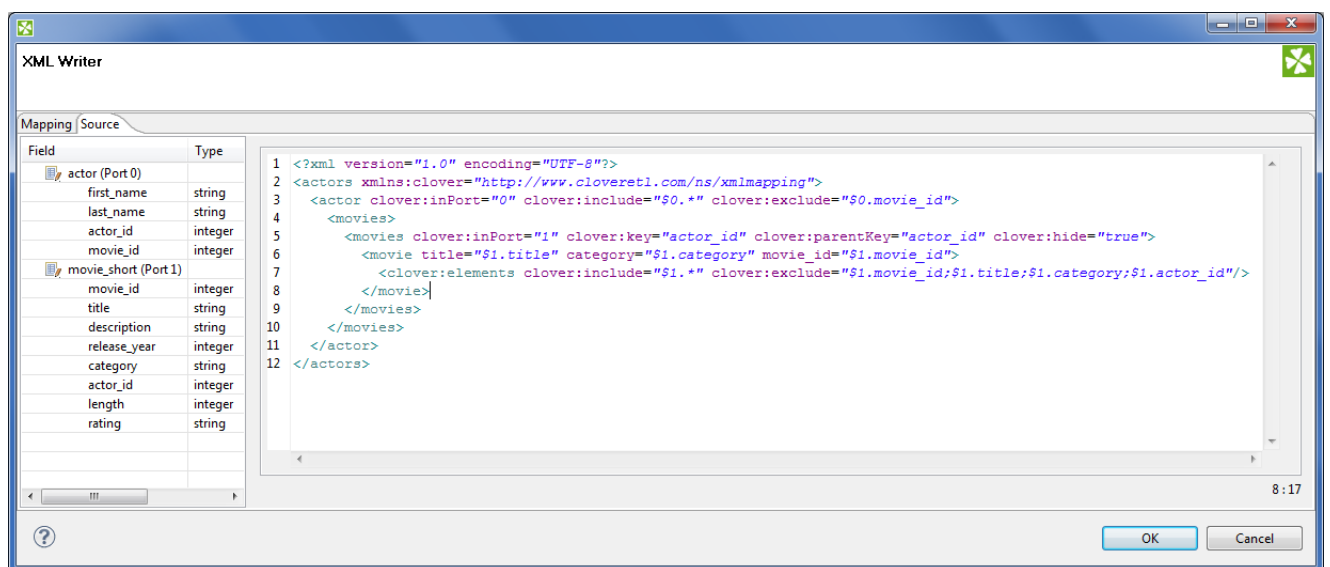 XML Writer
Mapping Source
Field Type
actor (Port 0)
first_name string
last_name string
actor_id integer
movie_id integer
movie_short (Port 1)
movie_id integer
title string
description string
release_year integer
category string
actor_id integer
length integer
rating string
1 <?xml version="1.0" encoding="UTF-8"?>
2 <actors xmlns:clover="http://www.cloveretl.com/ns/xmlmapping">
3 <actor clover:inPort="0" clover:include="$0.*" clover:exclude="$0.movie_id">
4 <movies>
5 <movies clover:inPort="1" clover:key="actor_id" clover:parentKey="actor_id" clover:hide="true">
6 <movie title="$1.title" category="$1.category" movie_id="$1.movie_id">
7 <clover:elements clover:include="$1.*" clover:exclude="$1.movie_id;$1.title;$1.category;$1.actor_id"/>
8 </movie>
9 </movies>
10 </movies>
11 </actor>
12 </actors>
8 : 17
OK Cancel